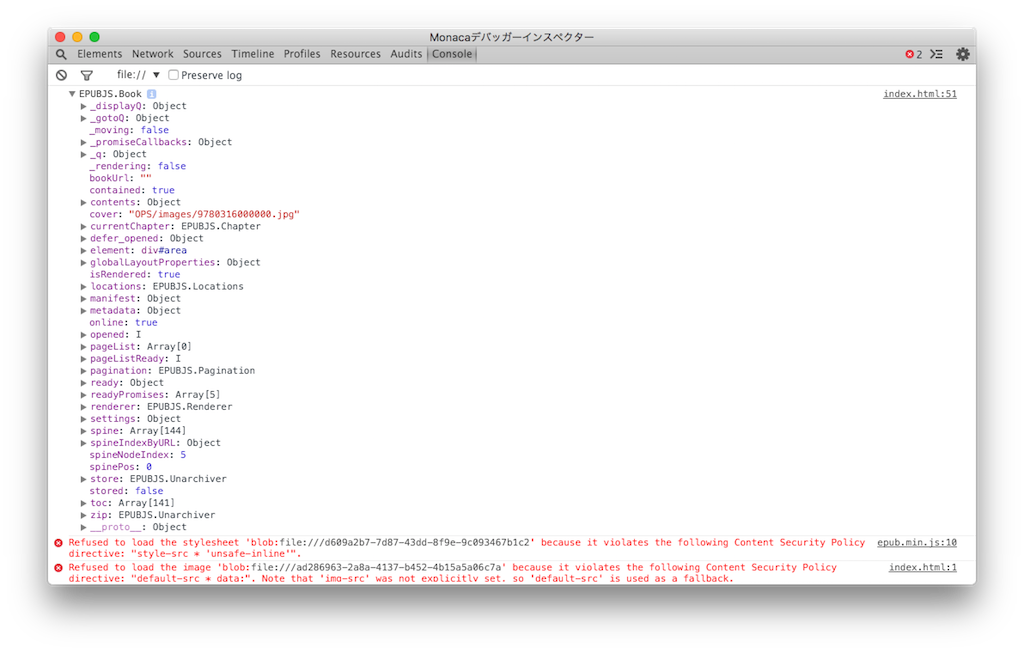 Monacaデバッガーインスペクター
Elements Network Sources Timeline Profiles Resources Audits Console 2
file:// ▼ Preserve log
▼ EPUBJS.Book i index.html:51
▶ _displayQ: Object
▶ _gotoQ: Object
_moving: false
▶ _promiseCallbacks: Object
▶ _q: Object
_rendering: false
bookUrl: ""
contained: true
▶ contents: Object
cover: "OPS/images/9780316000000.jpg"
▶ currentChapter: EPUBJS.Chapter
▶ defer_opened: Object
▶ element: div#area
▶ globalLayoutProperties: Object
isRendered: true
▶ locations: EPUBJS.Locations
▶ manifest: Object
▶ metadata: Object
online: true
▶ opened: I
▶ pageList: Array[0]
▶ pageListReady: I
▶ pagination: EPUBJS.Pagination
▶ ready: Object
▶ readyPromises: Array[5]
▶ renderer: EPUBJS.Renderer
▶ settings: Object
▶ spine: Array[144]
▶ spineIndexByURL: Object
spineNodeIndex: 5
spinePos: 0
▶ store: EPUBJS.Unarchiver
stored: false
▶ toc: Array[141]
▶ zip: EPUBJS.Unarchiver
▶ __proto__: Object
Refused to load the stylesheet 'blob:file:///d609a2b7-7d87-43dd-8f9e-9c093467b1c2' because it violates the following Content Security Policy epub.min.js:10
directive: "style-src * 'unsafe-inline'".
Refused to load the image 'blob:file:///ad286963-2a8a-4137-b452-4b15a5a06c7a' because it violates the following Content Security Policy index.html:1
directive: "default-src * data:". Note that 'img-src' was not explicitly set, so 'default-src' is used as a fallback.